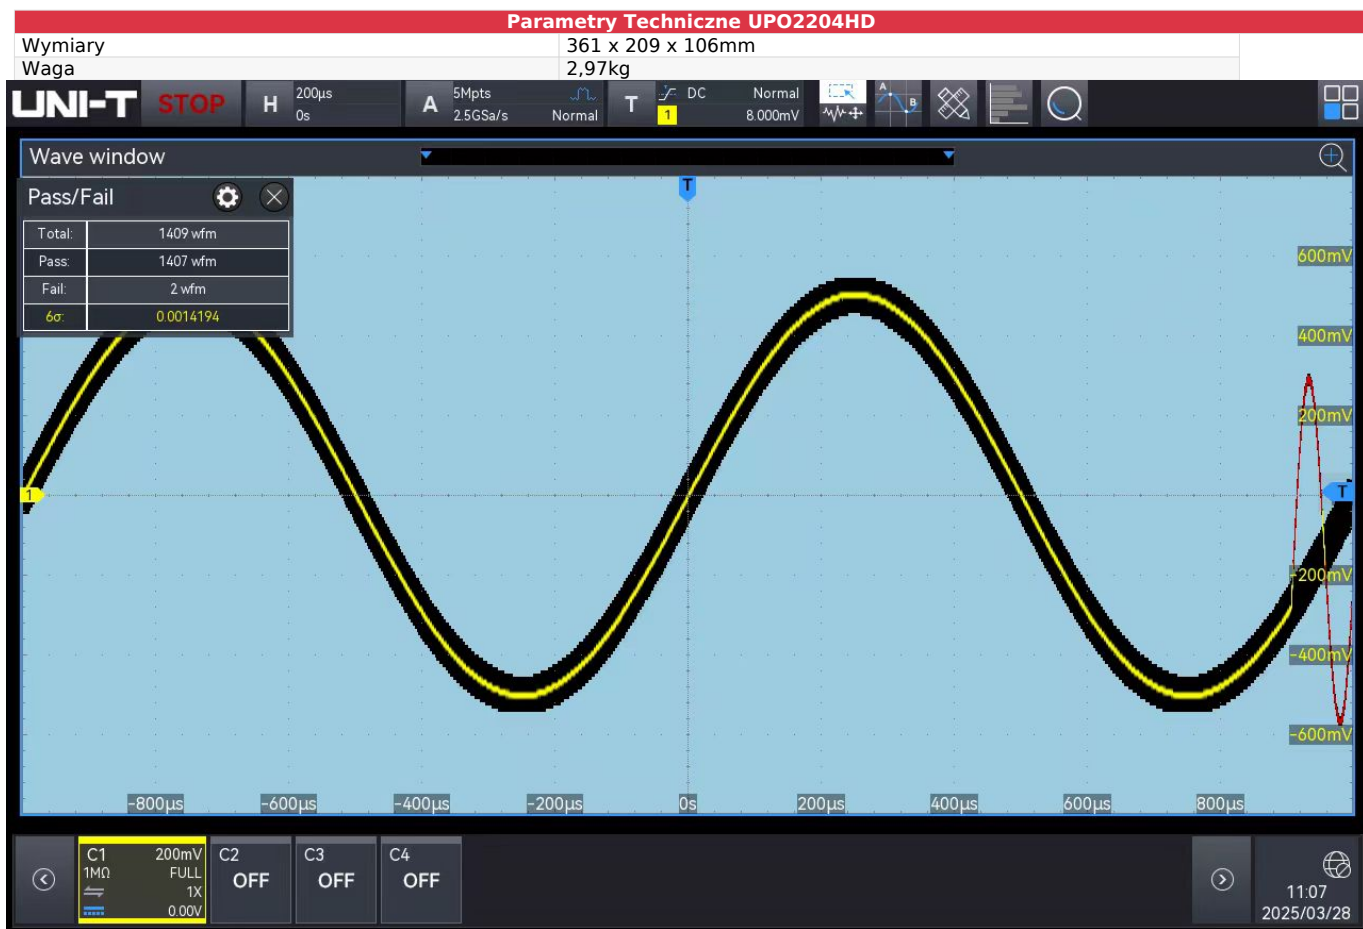 Parametry Techniczne UPO2204HD
Wymiary 361 x 209 x 106mm
Waga 2,97kg
UNI-T STOP H 200μs 0s A 5Mpts 2.5GSa/s Normal T 1 DC Normal 8.000mV A B
Wave window
T
Pass/Fail
Total: 1409 wfm
Pass: 1407 wfm
Fail: 2 wfm
6σ: 0.0014194
600mV
400mV
200mV
1
T
-200mV
-400mV
-600mV
-800μs -600μs -400μs -200μs 0s 200μs 400μs 600μs 800μs
C1 200mV C2 C3 C4
1MΩ FULL OFF OFF OFF
1X
0.00V
11:07
2025/03/28